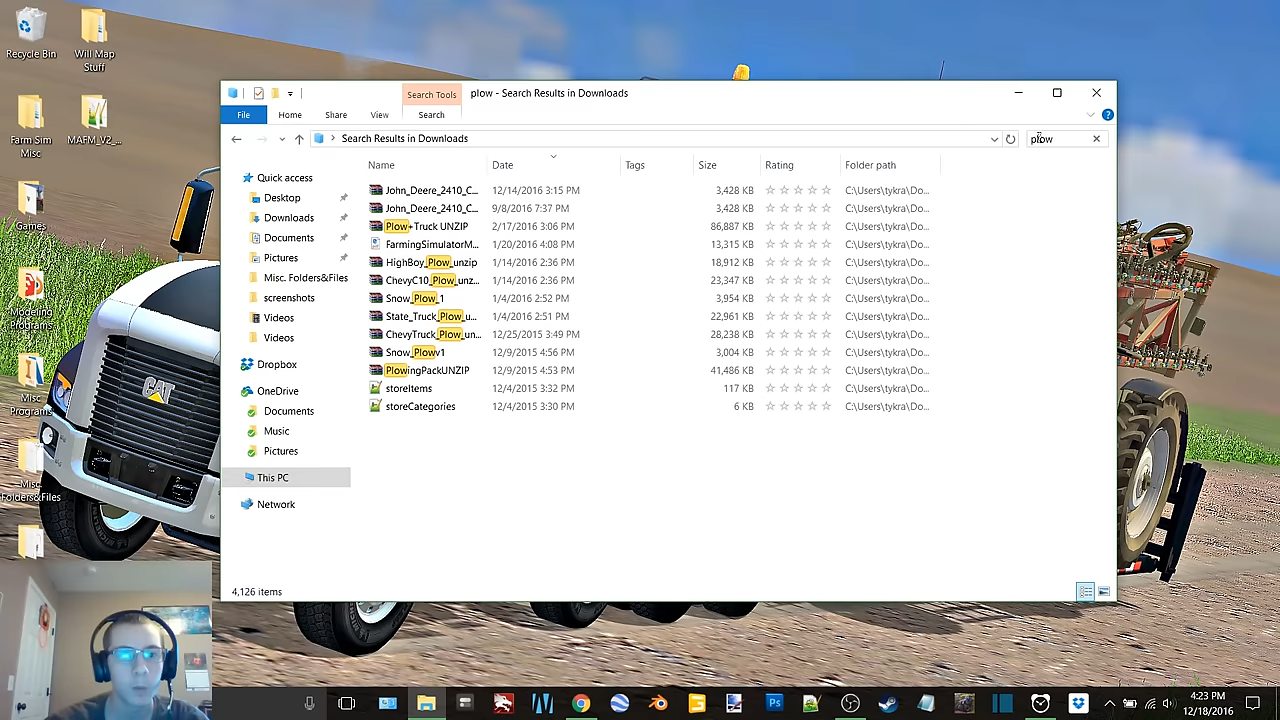 Recycle Bin
Will Map
Stuff
Farm Sim
Misc
MAFM_V2_...
Games
Modeling
Programs
Misc
Programs
Misc.
Folders&Files
CAT
Search Tools
plow - Search Results in Downloads
File
Home
Share
View
Search
Search Results in Downloads
plow
Name
Date
Tags
Size
Rating
Folder path
Quick access
Desktop
Downloads
Documents
Pictures
Misc. Folders&Files
screenshots
Videos
Videos
Dropbox
OneDrive
Documents
Music
Pictures
This PC
Network
John_Deere_2410_C... 12/14/2016 3:15 PM 3,428 KB C:\Users\tykra\Do...
John_Deere_2410_C... 9/8/2016 7:37 PM 3,428 KB C:\Users\tykra\Do...
Plow+Truck UNZIP 2/17/2016 3:06 PM 86,887 KB C:\Users\tykra\Do...
FarmingSimulatorM... 1/20/2016 4:08 PM 13,315 KB C:\Users\tykra\Do...
HighBoy_Plow_unzip 1/14/2016 2:36 PM 18,912 KB C:\Users\tykra\Do...
ChevyC10_Plow_unz... 1/14/2016 2:36 PM 23,347 KB C:\Users\tykra\Do...
Snow_Plow_1 1/4/2016 2:52 PM 3,954 KB C:\Users\tykra\Do...
State_Truck_Plow_u... 1/4/2016 2:51 PM 22,961 KB C:\Users\tykra\Do...
ChevyTruck_Plow_un... 12/25/2015 3:49 PM 28,238 KB C:\Users\tykra\Do...
Snow_Plowv1 12/9/2015 4:56 PM 3,004 KB C:\Users\tykra\Do...
PlowingPackUNZIP 12/9/2015 4:53 PM 41,486 KB C:\Users\tykra\Do...
storeItems 12/4/2015 3:32 PM 117 KB C:\Users\tykra\Do...
storeCategories 12/4/2015 3:30 PM 6 KB C:\Users\tykra\Do...
4,126 items
Ps
4:23 PM
12/18/2016